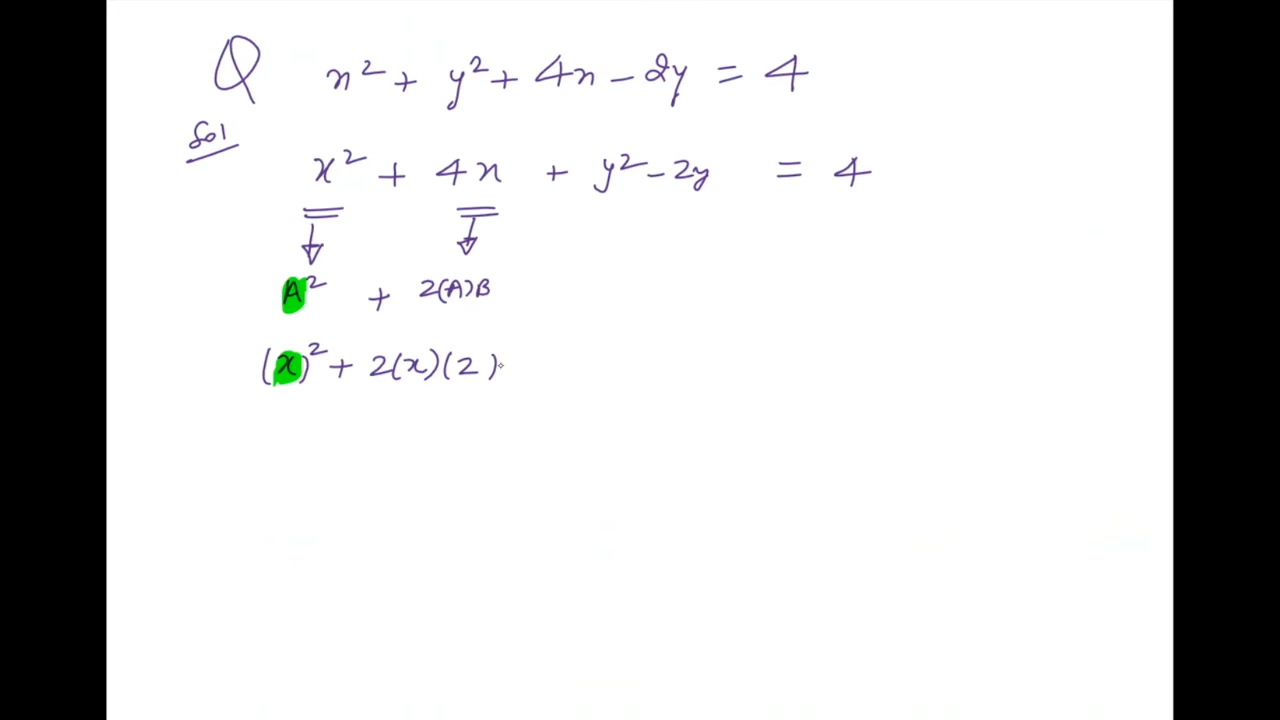 Q x² + y² + 4x - 2y = 4
Sol
x² + 4x + y² - 2y = 4
A² + 2(A)B
(x)² + 2(x)(2)